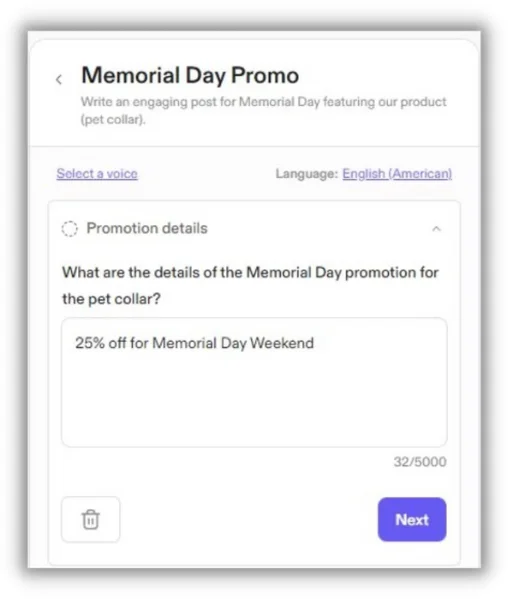 Memorial Day Promo
Write an engaging post for Memorial Day featuring our product
(pet collar).
Select a voice
Language: English (American)
Promotion details
What are the details of the Memorial Day promotion for
the pet collar?
25% off for Memorial Day Weekend
32/5000
Next